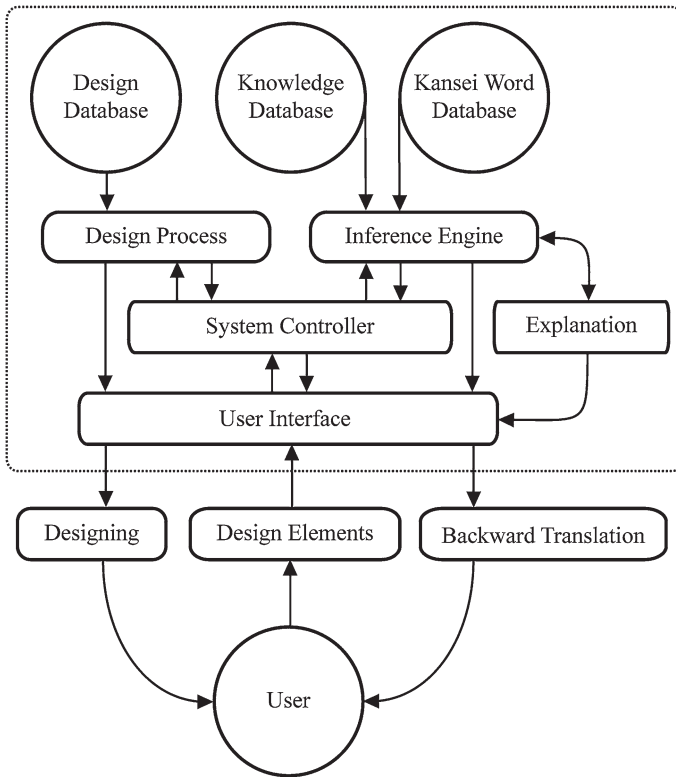 Design
Database
Knowledge
Database
Kansei Word
Database
Design Process
Inference Engine
System Controller
Explanation
User Interface
Designing
Design Elements
Backward Translation
User